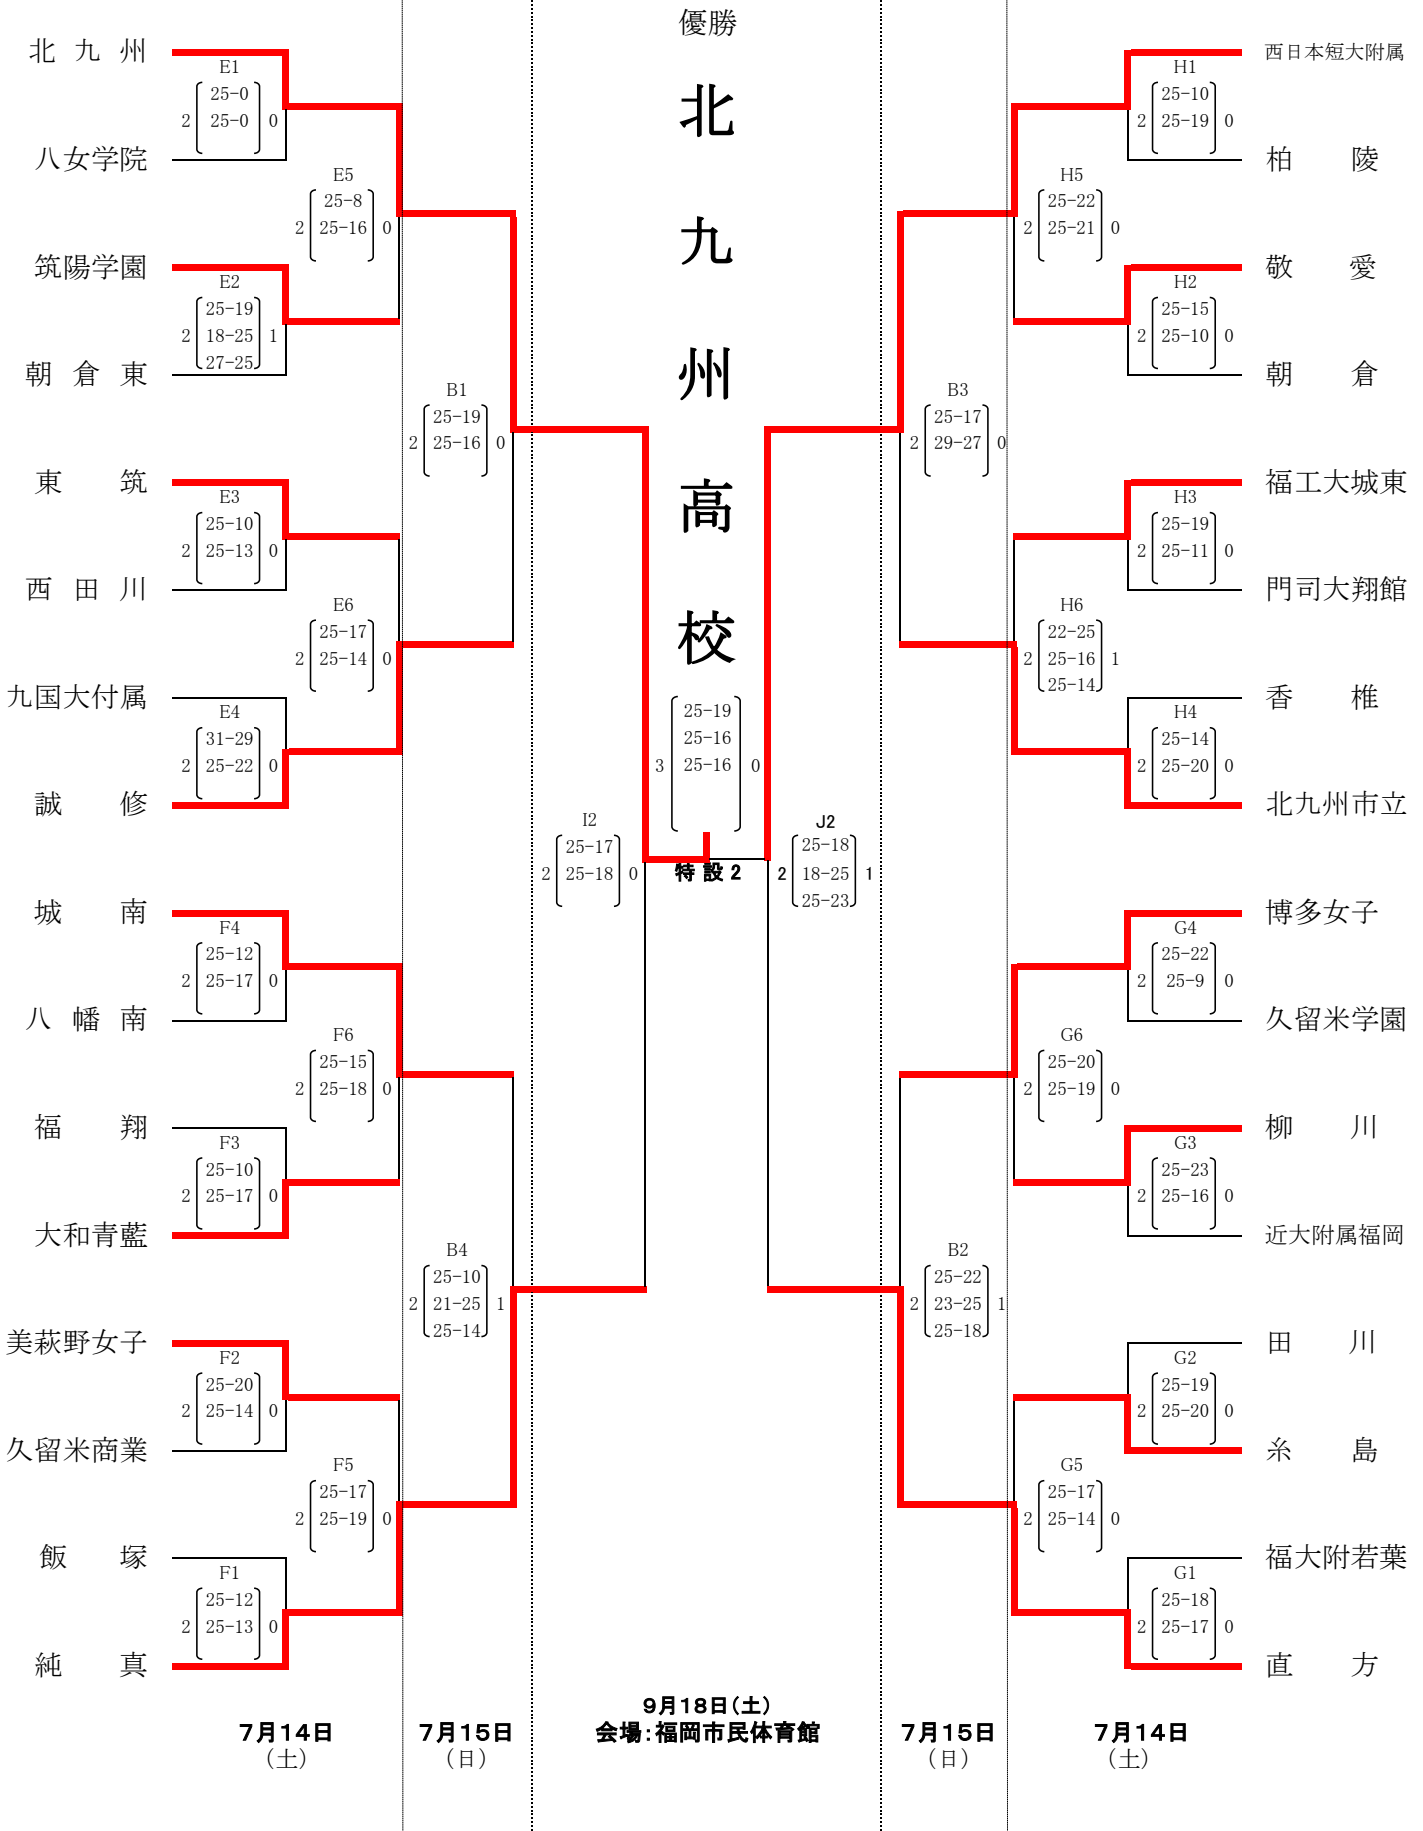 優勝
北
九
州
高
校
北 九 州
E1
25-0
2 25-0 0
八女学院
E5
25-8
2 25-16 0
筑陽学園
E2
25-19
2 18-25 1
27-25
朝 倉 東
B1
25-19
2 25-16 0
東 筑
E3
25-10
2 25-13 0
西 田 川
E6
25-17
2 25-14 0
九国大付属
E4
31-29
2 25-22 0
誠 修
I2
25-17
2 25-18 0
城 南
F4
25-12
2 25-17 0
八 幡 南
F6
25-15
2 25-18 0
福 翔
F3
25-10
2 25-17 0
大和青藍
B4
25-10
2 21-25 1
25-14
美萩野女子
F2
25-20
2 25-14 0
久留米商業
F5
25-17
2 25-19 0
飯 塚
F1
25-12
2 25-13 0
純 真
25-19
25-16
3 25-16 0
特設2
西日本短大附属
H1
25-10
2 25-19 0
柏 陵
H5
25-22
2 25-21 0
敬 愛
H2
25-15
2 25-10 0
朝 倉
B3
25-17
2 29-27 0
福工大城東
H3
25-19
2 25-11 0
門司大翔館
H6
22-25
2 25-16 1
25-14
香 椎
H4
25-14
2 25-20 0
北九州市立
J2
25-18
2 18-25 1
25-23
博多女子
G4
25-22
2 25-9 0
久留米学園
G6
25-20
2 25-19 0
柳 川
G3
25-23
2 25-16 0
近大附属福岡
B2
25-22
2 23-25 1
25-18
田 川
G2
25-19
2 25-20 0
糸 島
G5
25-17
2 25-14 0
福大附若葉
G1
25-18
2 25-17 0
直 方
7月14日
(土)
7月15日
(日)
9月18日(土)
会場:福岡市民体育館
7月15日
(日)
7月14日
(土)